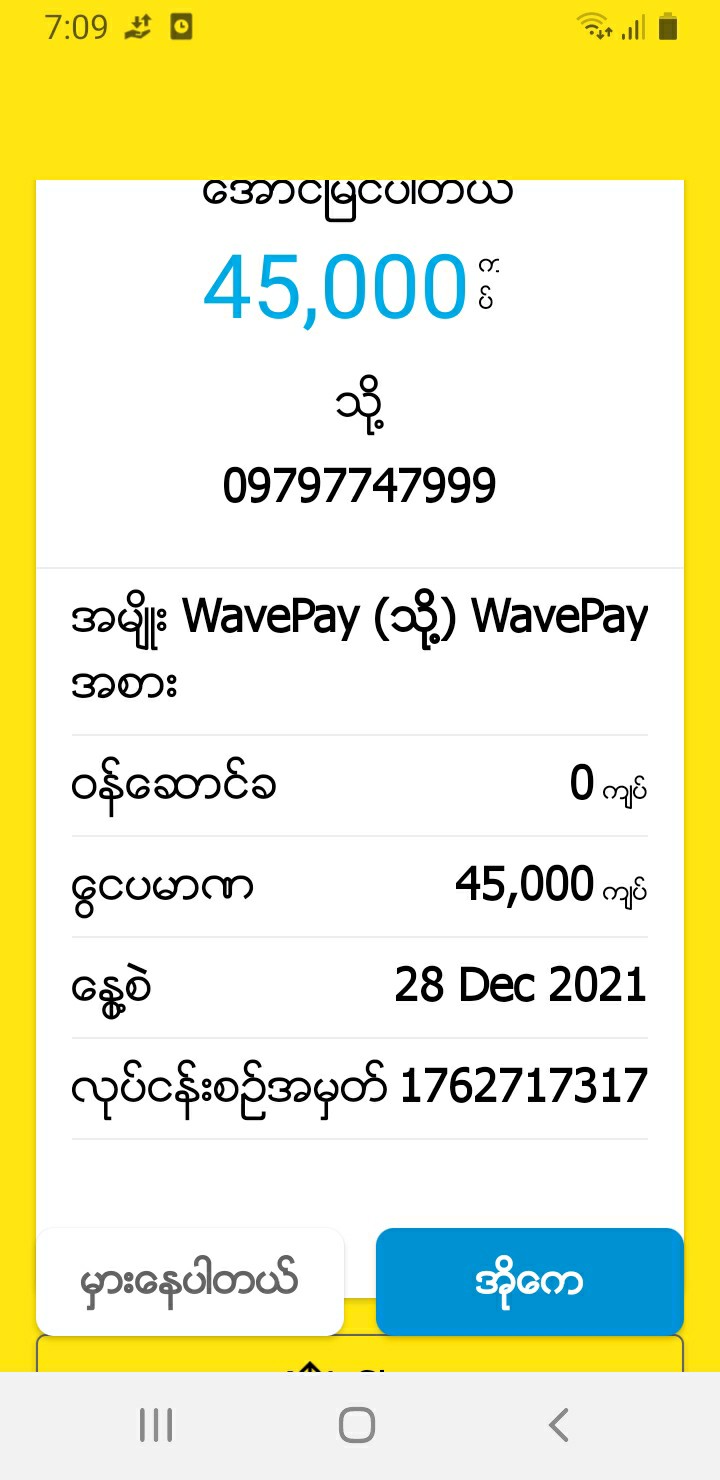 7:09
အောင်မြင်ပါတယ်
45,000 ကပ်
သို့
09797747999
အမျိုး WavePay (သို့) WavePay
အစား
ဝန်ဆောင်ခ 0 ကျပ်
ငွေပမာဏ 45,000 ကျပ်
နေ့စွဲ 28 Dec 2021
လုပ်ငန်းစဉ်အမှတ် 1762717317
မှားနေပါတယ် အိုကေ